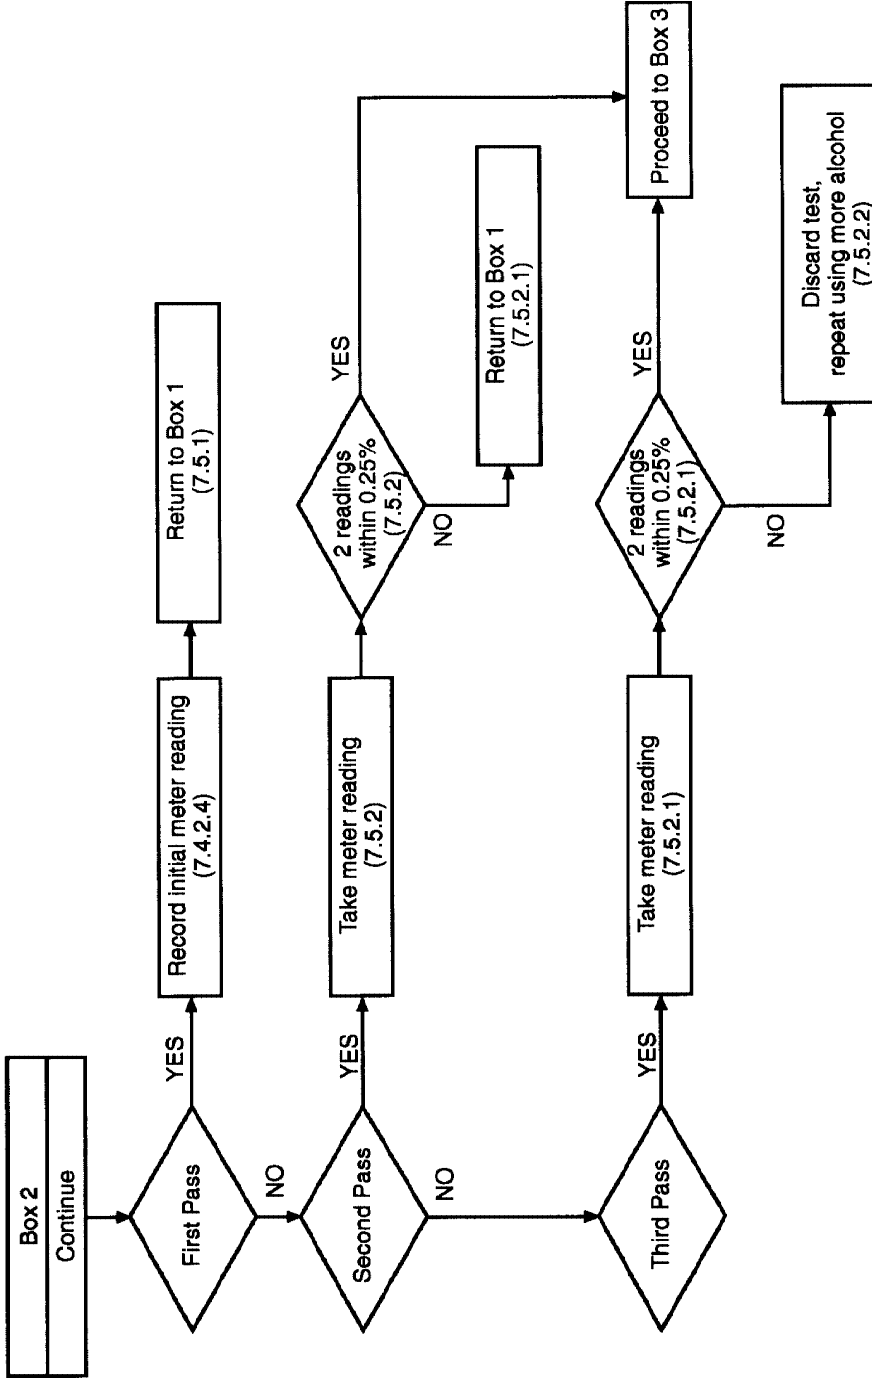 Box 2
Continue
First Pass
YES
Record initial meter reading
(7.4.2.4)
Return to Box 1
(7.5.1)
NO
Second Pass
YES
Take meter reading
(7.5.2)
2 readings
within 0.25%
(7.5.2)
YES
NO
Return to Box 1
(7.5.2.1)
NO
Third Pass
YES
Take meter reading
(7.5.2.1)
2 readings
within 0.25%
(7.5.2.1)
YES
Proceed to Box 3
NO
Discard test,
repeat using more alcohol
(7.5.2.2)